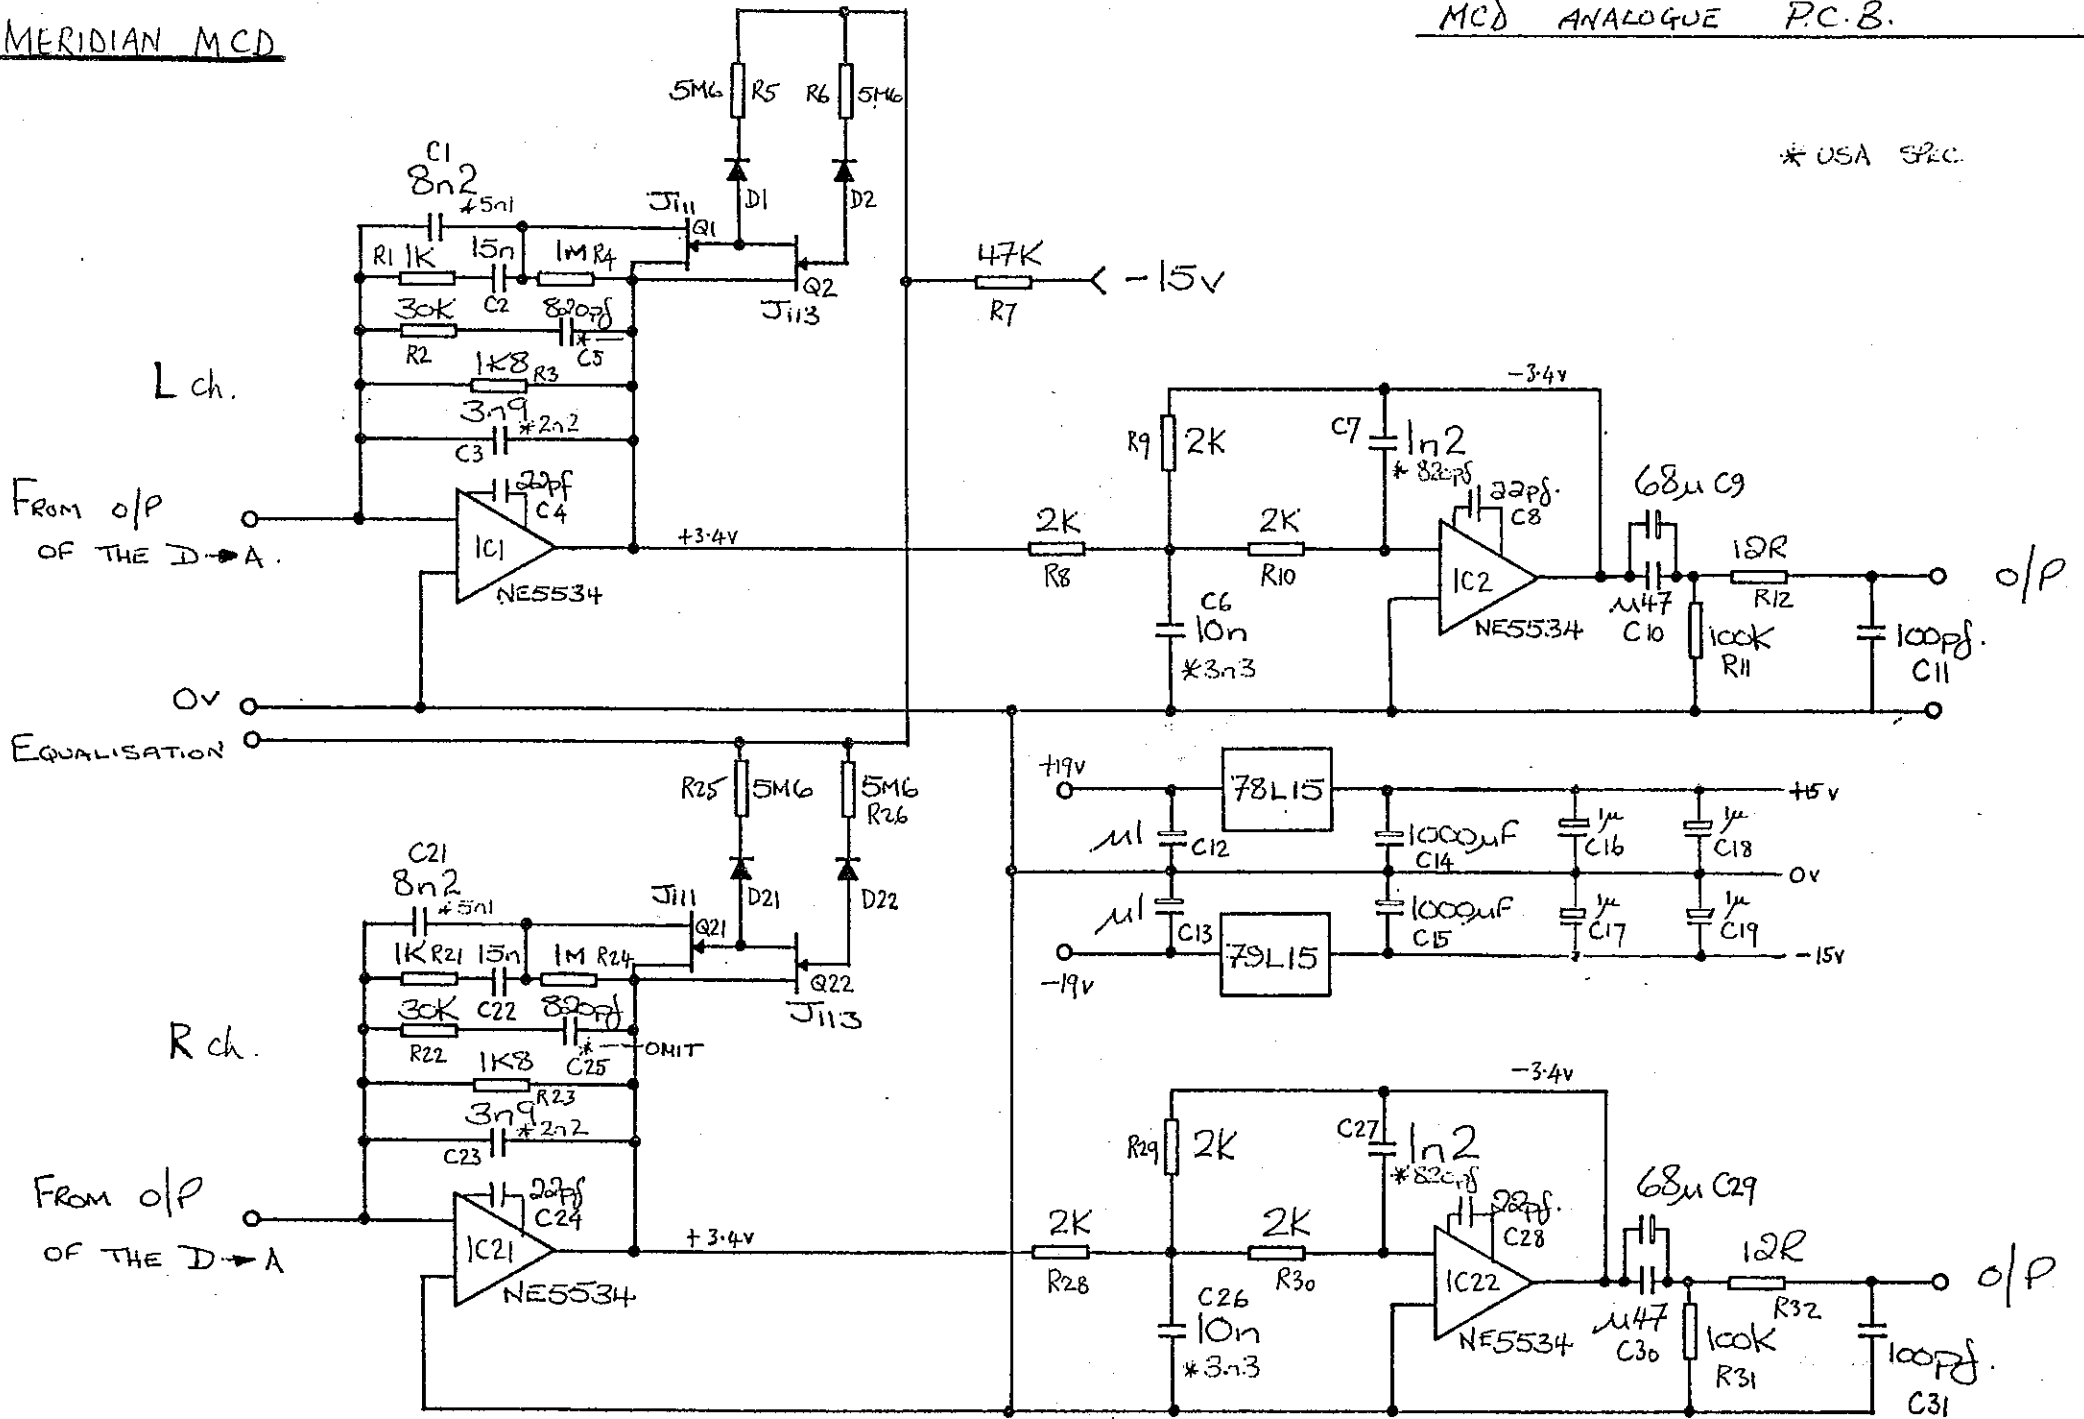 MERIDIAN MCD
MCD ANALOGUE P.C.B.
* USA SPEC.
5M6 R5
R6 5M6
D1
D2
C1
8n2
*5n1
J111
Q1
R1 1K
15n
C2
1M R4
Q2
J113
30K
R2
820pf
* —
C5
1K8 R3
3n9
*2n2
C3
47K
R7
-15v
L ch.
FROM O/P
OF THE D→A.
22pf
C4
IC1
NE5534
+3.4v
-3.4v
R9 2K
C7 1n2
*820pf
2K
R8
2K
R10
22pf.
C8
IC2
NE5534
68μ C9
μ47
C10
12R
R12
O/P
C6
10n
*3n3
100K
R11
100pf.
C11
0v
EQUALISATION
R25 5M6
5M6
R26
D21
D22
+19v
78L15
+15v
μ1 C12
1000μF
C14
1μ
C16
1μ
C18
0v
μ1
C13
1000μF
C15
1μ
C17
1μ
C19
79L15
-19v
-15v
C21
8n2
*5n1
J111
Q21
1K R21
15n
C22
1M R24
Q22
J113
30K
R22
820pf
* — OMIT
C25
1K8
R23
3n9
*2n2
C23
R ch.
FROM O/P
OF THE D→A
22pf
C24
IC21
NE5534
+3.4v
-3.4v
R29 2K
C27 1n2
*820pf
2K
R28
2K
R30
22pf.
C28
IC22
NE5534
68μ C29
μ47
C30
12R
R32
O/P
C26
10n
*3n3
100K
R31
100pf.
C31